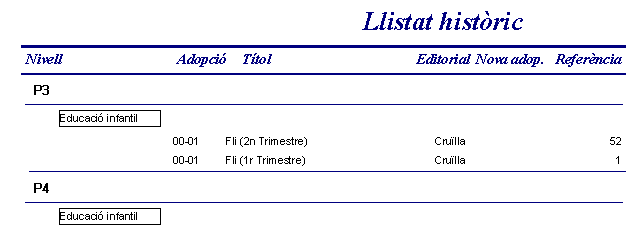 Llistat històric
Nivell Adopció Títol Editorial Nova adop. Referència
P3
Educació infantil
00-01 Fli (2n Trimestre) Cruïlla 52
00-01 Fli (1r Trimestre) Cruïlla 1
P4
Educació infantil